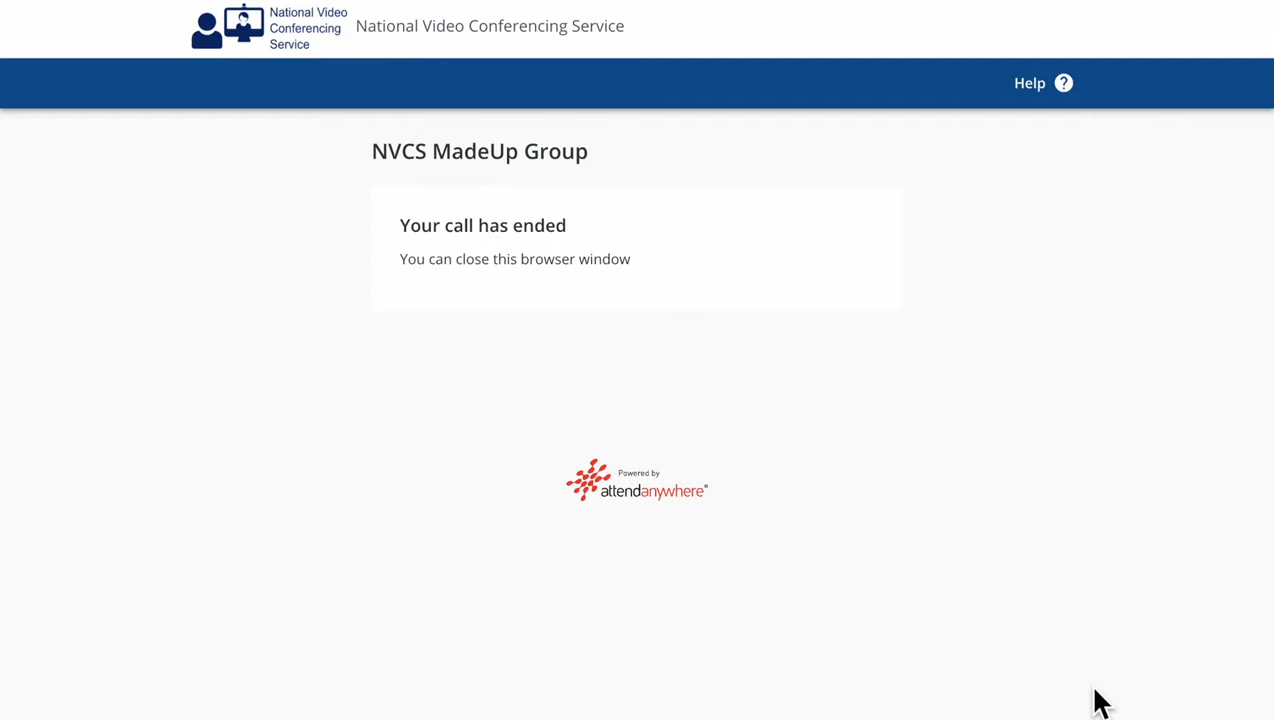 National Video
Conferencing
Service
National Video Conferencing Service
Help ?
NVCS MadeUp Group
Your call has ended
You can close this browser window
Powered by
attendanywhere®